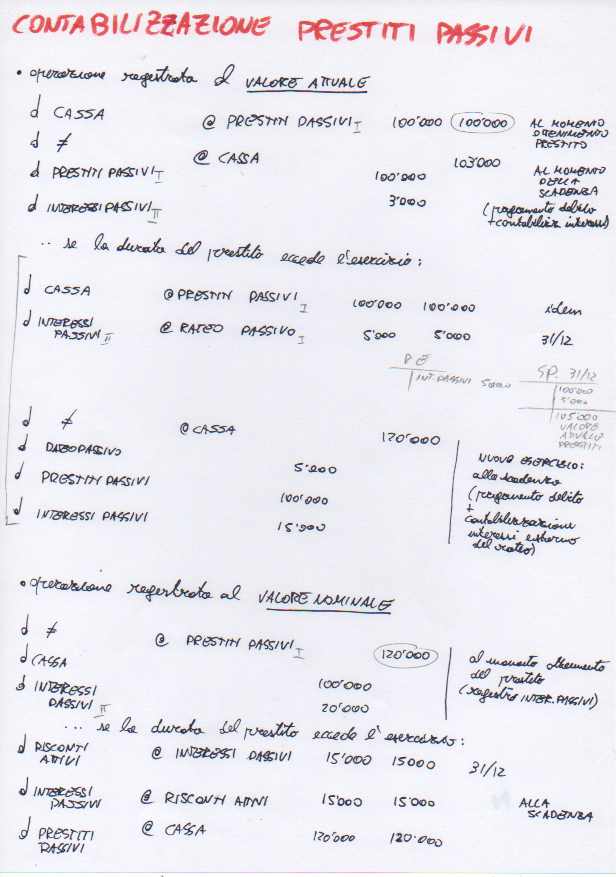 CONTABILIZZAZIONE PRESTITI PASSIVI
• operazione registrata al VALORE ATTUALE
d CASSA @ PRESTITI PASSIVI I 100'000 100'000 AL MOMENTO OTTENIMENTO PRESTITO
d ≠ @ CASSA 103'000
d PRESTITI PASSIVI I 100'000 AL MOMENTO DELLA SCADENZA
d INTERESSI PASSIVI II 3'000 (pagamento debito + contabilizz interessi)
.. se la durata del prestito eccede l'esercizio:
d CASSA @ PRESTITI PASSIVI I 100'000 100'000 idem
d INTERESSI PASSIVI II @ RATEO PASSIVO I 5'000 5'000 31/12
P E
INT. PASSIVI 5'000
SP. 31/12
100'000
5'000
105'000
VALORE ATTUALE PRESTITI
d ≠ @ CASSA 120'000
d RATEO PASSIVO 5'000
d PRESTITI PASSIVI 100'000
d INTERESSI PASSIVI 15'000
NUOVO ESERCIZIO:
alla scadenza
(pagamento debito
+
contabilizzazione
interessi e storno
del rateo)
• operazione registrata al VALORE NOMINALE
d ≠ @ PRESTITI PASSIVI I 120'000
d CASSA 100'000
d INTERESSI PASSIVI II 20'000
al momento ottenimento
del prestito
(registro INTER. PASSIVI)
... se la durata del prestito eccede l'esercizio:
d RISCONTI ATTIVI @ INTERESSI PASSIVI 15'000 15000 31/12
d INTERESSI PASSIVI @ RISCONTI ATTIVI 15'000 15'000 ALLA SCADENZA
d PRESTITI PASSIVI @ CASSA 120'000 120'000